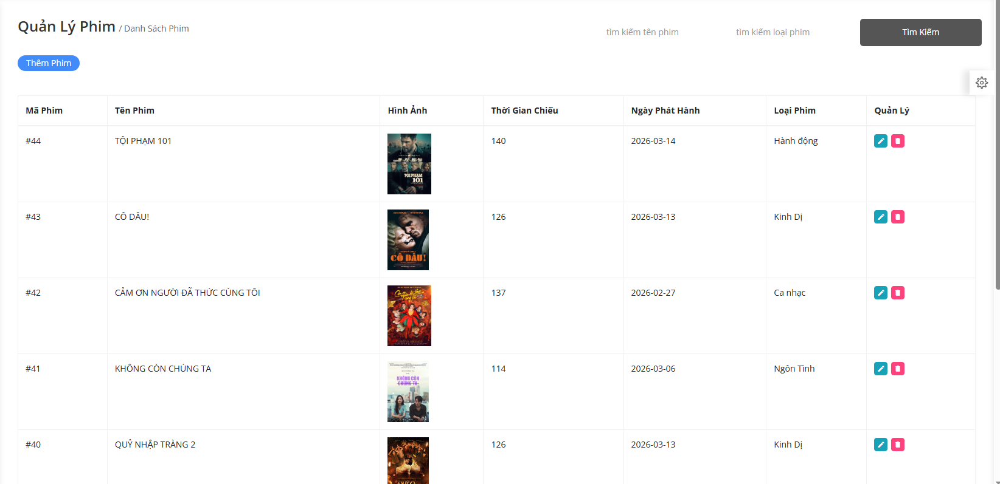 Quản Lý Phim / Danh Sách Phim
tìm kiếm tên phim
tìm kiếm loại phim
Tìm Kiếm
Thêm Phim
Mã Phim Tên Phim Hình Ảnh Thời Gian Chiếu Ngày Phát Hành Loại Phim Quản Lý
#44 TỘI PHẠM 101 140 2026-03-14 Hành động
TỘI PHẠM
101
#43 CÔ DÂU! 126 2026-03-13 Kinh Dị
CÔ DÂU!
#42 CẢM ƠN NGƯỜI ĐÃ THỨC CÙNG TÔI 137 2026-02-27 Ca nhạc
#41 KHÔNG CÒN CHÚNG TA 114 2026-03-06 Ngôn Tình
KHÔNG CÒN
CHÚNG TA
#40 QUỶ NHẬP TRÀNG 2 126 2026-03-13 Kinh Dị